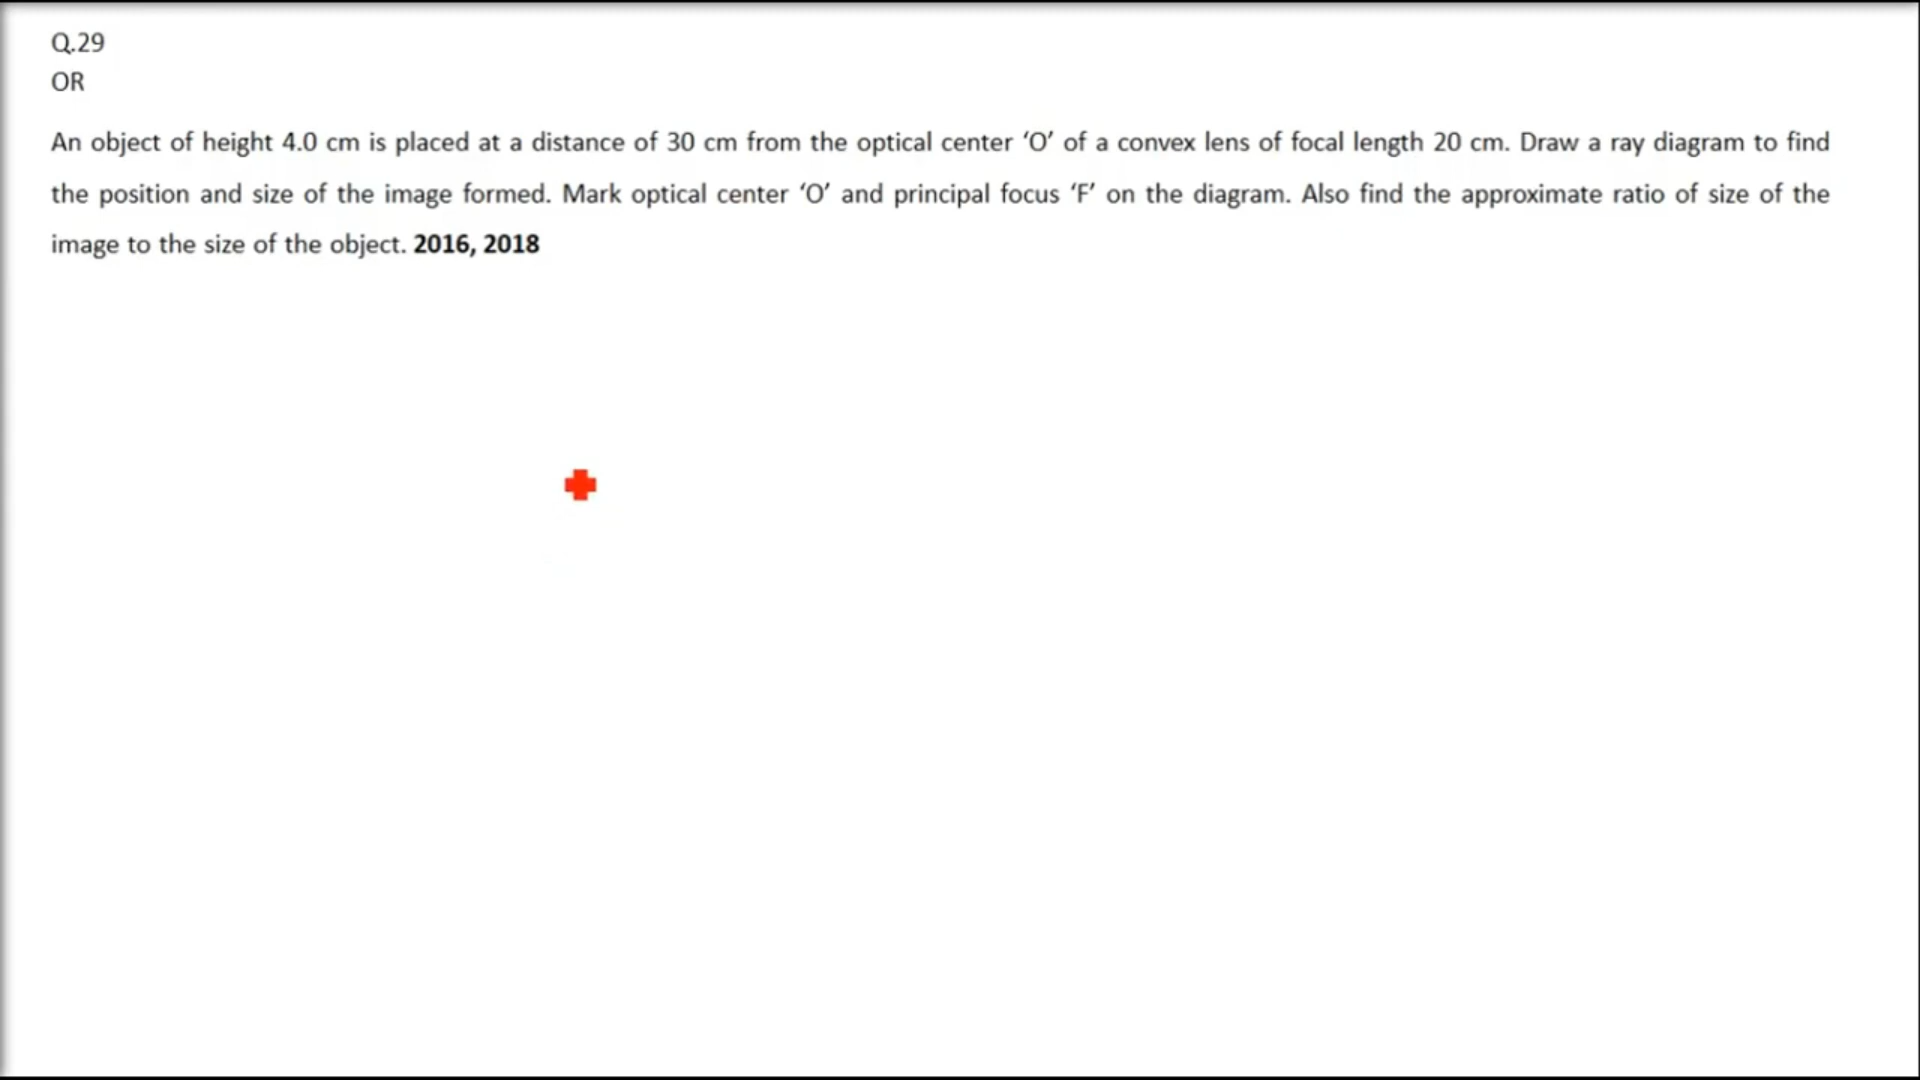 Q.29
OR
An object of height 4.0 cm is placed at a distance of 30 cm from the optical center ‘O’ of a convex lens of focal length 20 cm. Draw a ray diagram to find
the position and size of the image formed. Mark optical center ‘O’ and principal focus ‘F’ on the diagram. Also find the approximate ratio of size of the
image to the size of the object. 2016, 2018